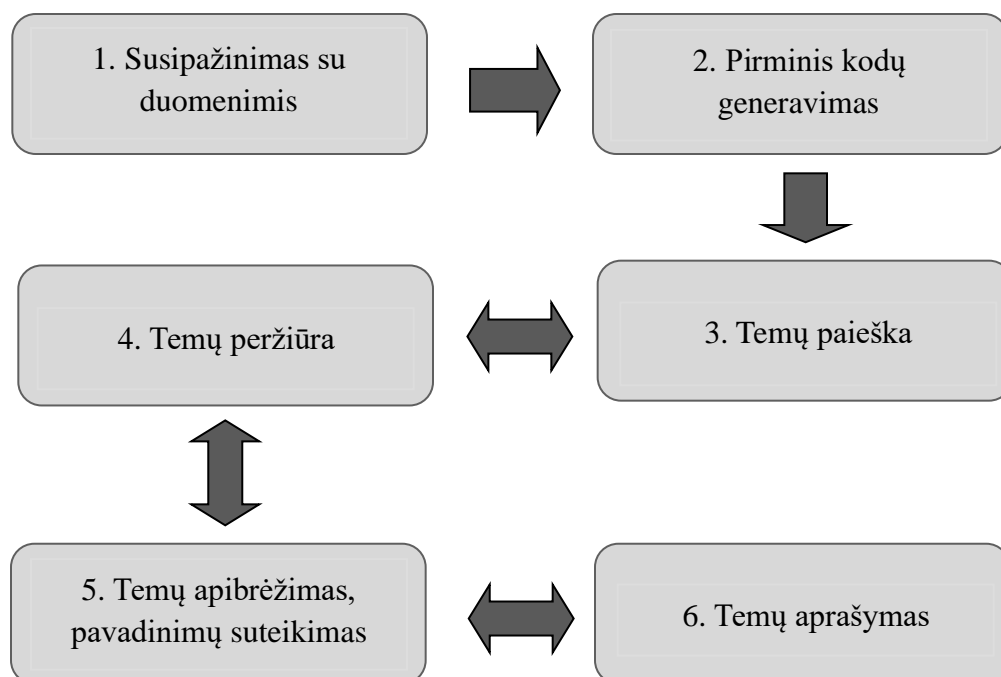 1. Susipažinimas su
duomenimis
2. Pirminis kodų
generavimas
3. Temų paieška
4. Temų peržiūra
5. Temų apibrėžimas,
pavadinimų suteikimas
6. Temų aprašymas